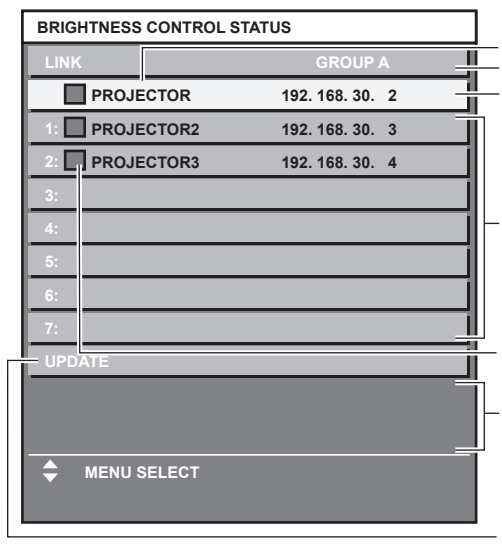 BRIGHTNESS CONTROL STATUS
LINK GROUP A
PROJECTOR 192. 168. 30. 2
1: PROJECTOR2 192. 168. 30. 3
2: PROJECTOR3 192. 168. 30. 4
3:
4:
5:
6:
7:
UPDATE
MENU SELECT